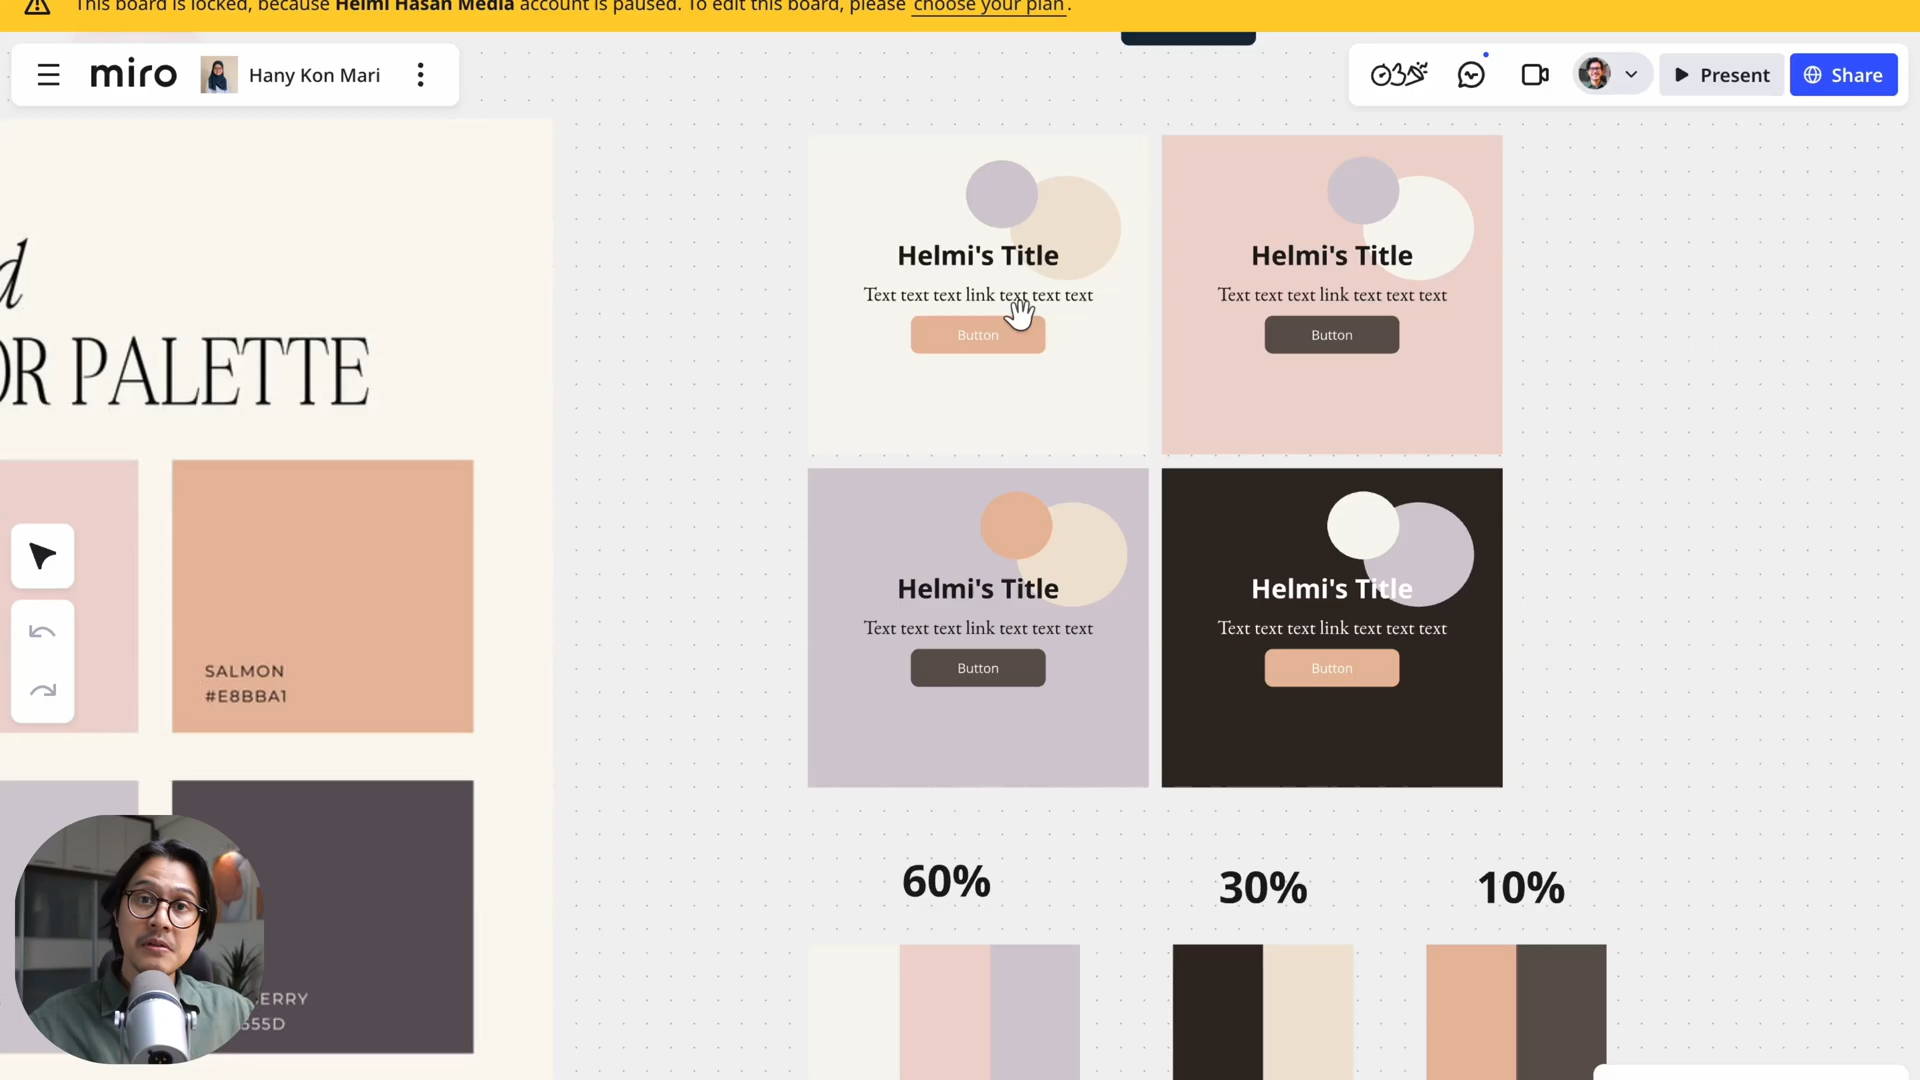 This board is locked, because Helmi Hasan Media account is paused. To edit this board, please choose your plan.
miro
Hany Kon Mari
Present
Share
d
OR PALETTE
SALMON
#E8BBA1
ERRY
555D
Helmi's Title
Text text text link text text text
Button
Helmi's Title
Text text text link text text text
Button
Helmi's Title
Text text text link text text text
Button
Helmi's Title
Text text text link text text text
Button
60%
30%
10%